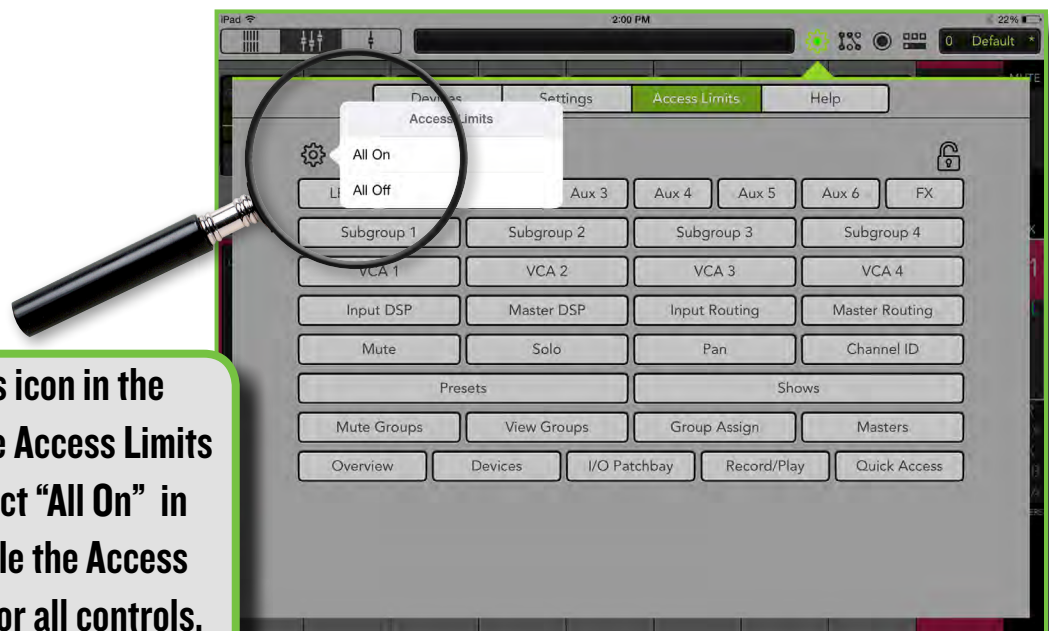 iPad 2:00 PM 22%
0 Default *
MUTE
Devices Settings Access Limits Help
Access Limits
All On
All Off
Aux 3 Aux 4 Aux 5 Aux 6 FX
Subgroup 1 Subgroup 2 Subgroup 3 Subgroup 4
VCA 1 VCA 2 VCA 3 VCA 4
Input DSP Master DSP Input Routing Master Routing
Mute Solo Pan Channel ID
Presets Shows
Mute Groups View Groups Group Assign Masters
Overview Devices I/O Patchbay Record/Play Quick Access
s icon in the
e Access Limits
ct “All On” in
le the Access
or all controls.